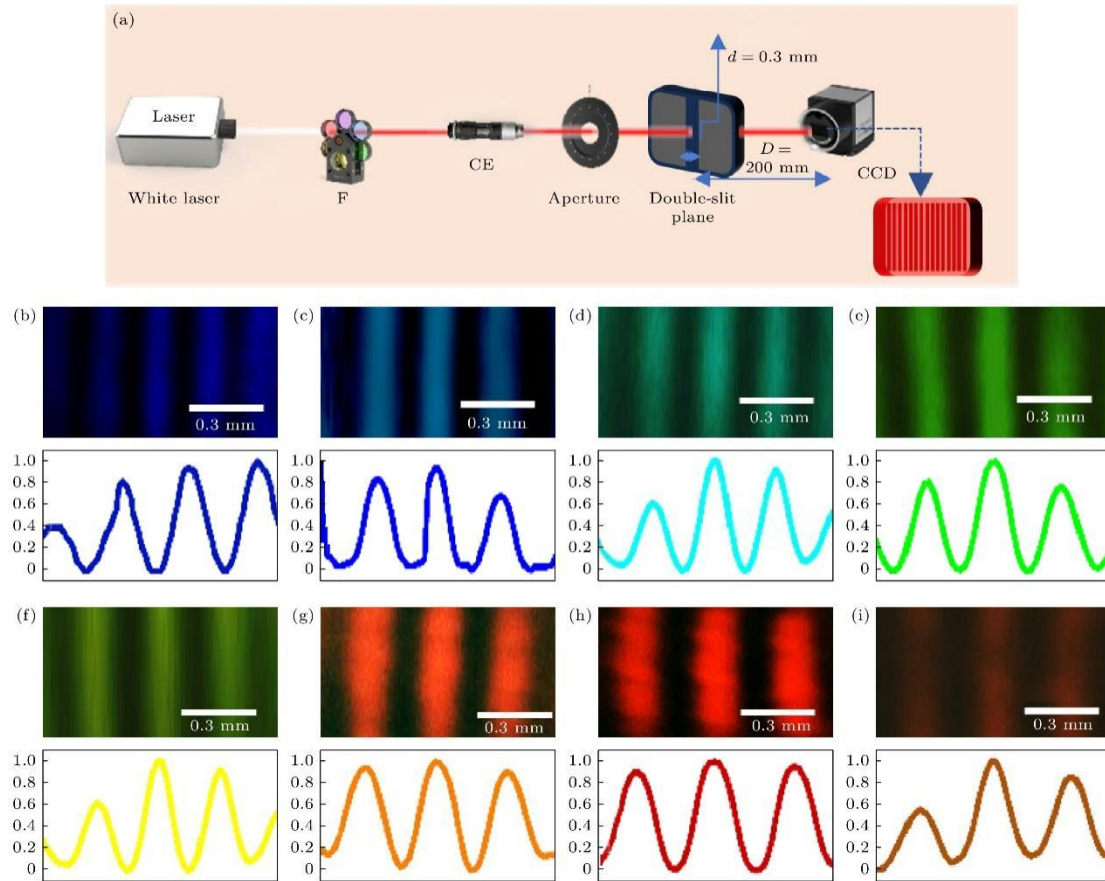 (a)
d = 0.3 mm
Laser
D =
200 mm
CE
CCD
White laser
F
Aperture
Double-slit
plane
(b)
(c)
(d)
(e)
0.3 mm
0.3 mm
0.3 mm
0.3 mm
1.0
0.8
0.6
0.4
0.2
0
1.0
0.8
0.6
0.4
0.2
0
1.0
0.8
0.6
0.4
0.2
0
1.0
0.8
0.6
0.4
0.2
0
(f)
(g)
(h)
(i)
0.3 mm
0.3 mm
0.3 mm
0.3 mm
1.0
0.8
0.6
0.4
0.2
0
1.0
0.8
0.6
0.4
0.2
0
1.0
0.8
0.6
0.4
0.2
0
1.0
0.8
0.6
0.4
0.2
0